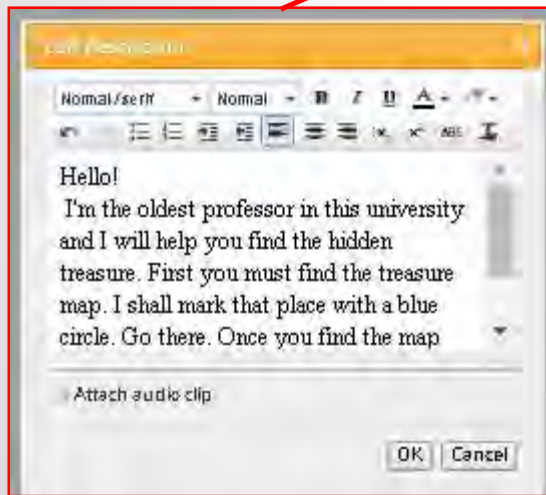 Normal/serif Normal B I U A
ABC
Hello!
I'm the oldest professor in this university
and I will help you find the hidden
treasure. First you must find the treasure
map. I shall mark that place with a blue
circle. Go there. Once you find the map
Attach audio clip
OK Cancel